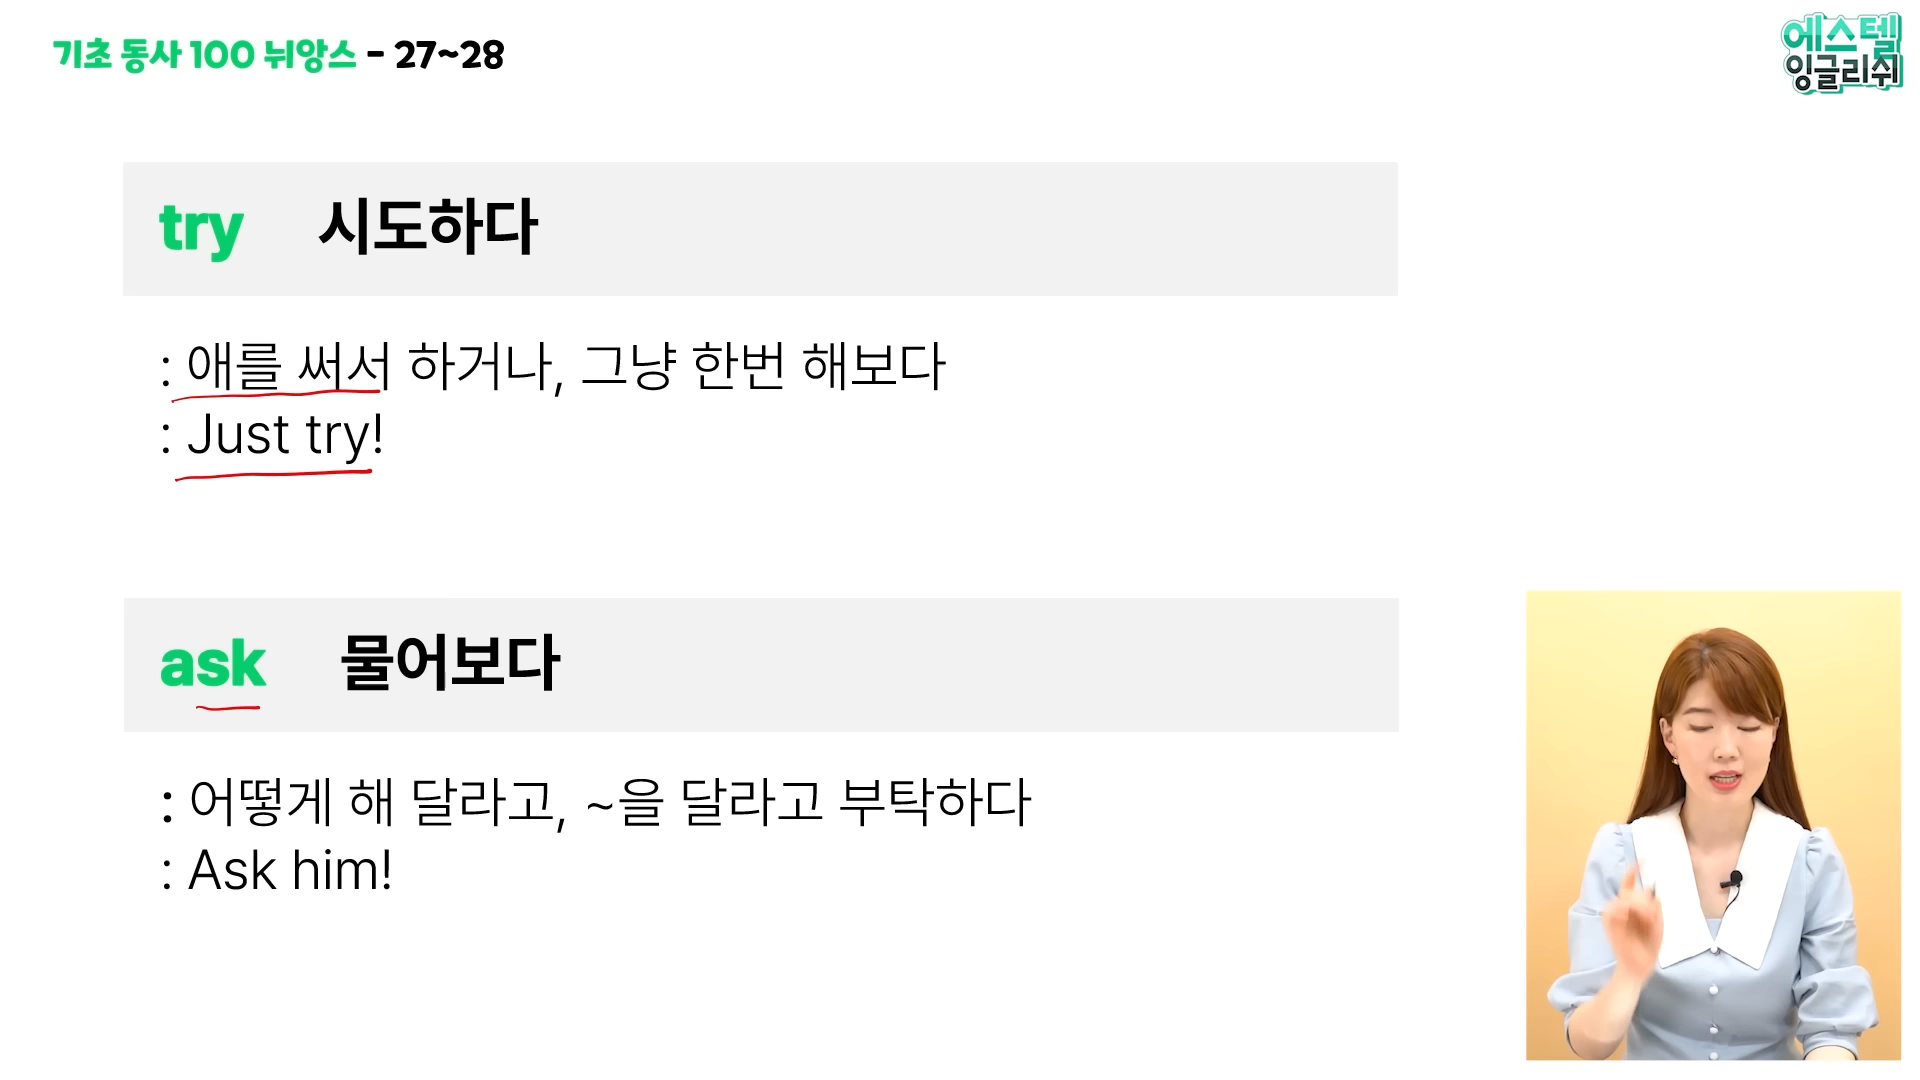 기초 동사 100 뉘앙스 - 27~28
에스텔
잉글리쉬
try 시도하다
: 애를 써서 하거나, 그냥 한번 해보다
: Just try!
ask 물어보다
: 어떻게 해 달라고, ~을 달라고 부탁하다
: Ask him!